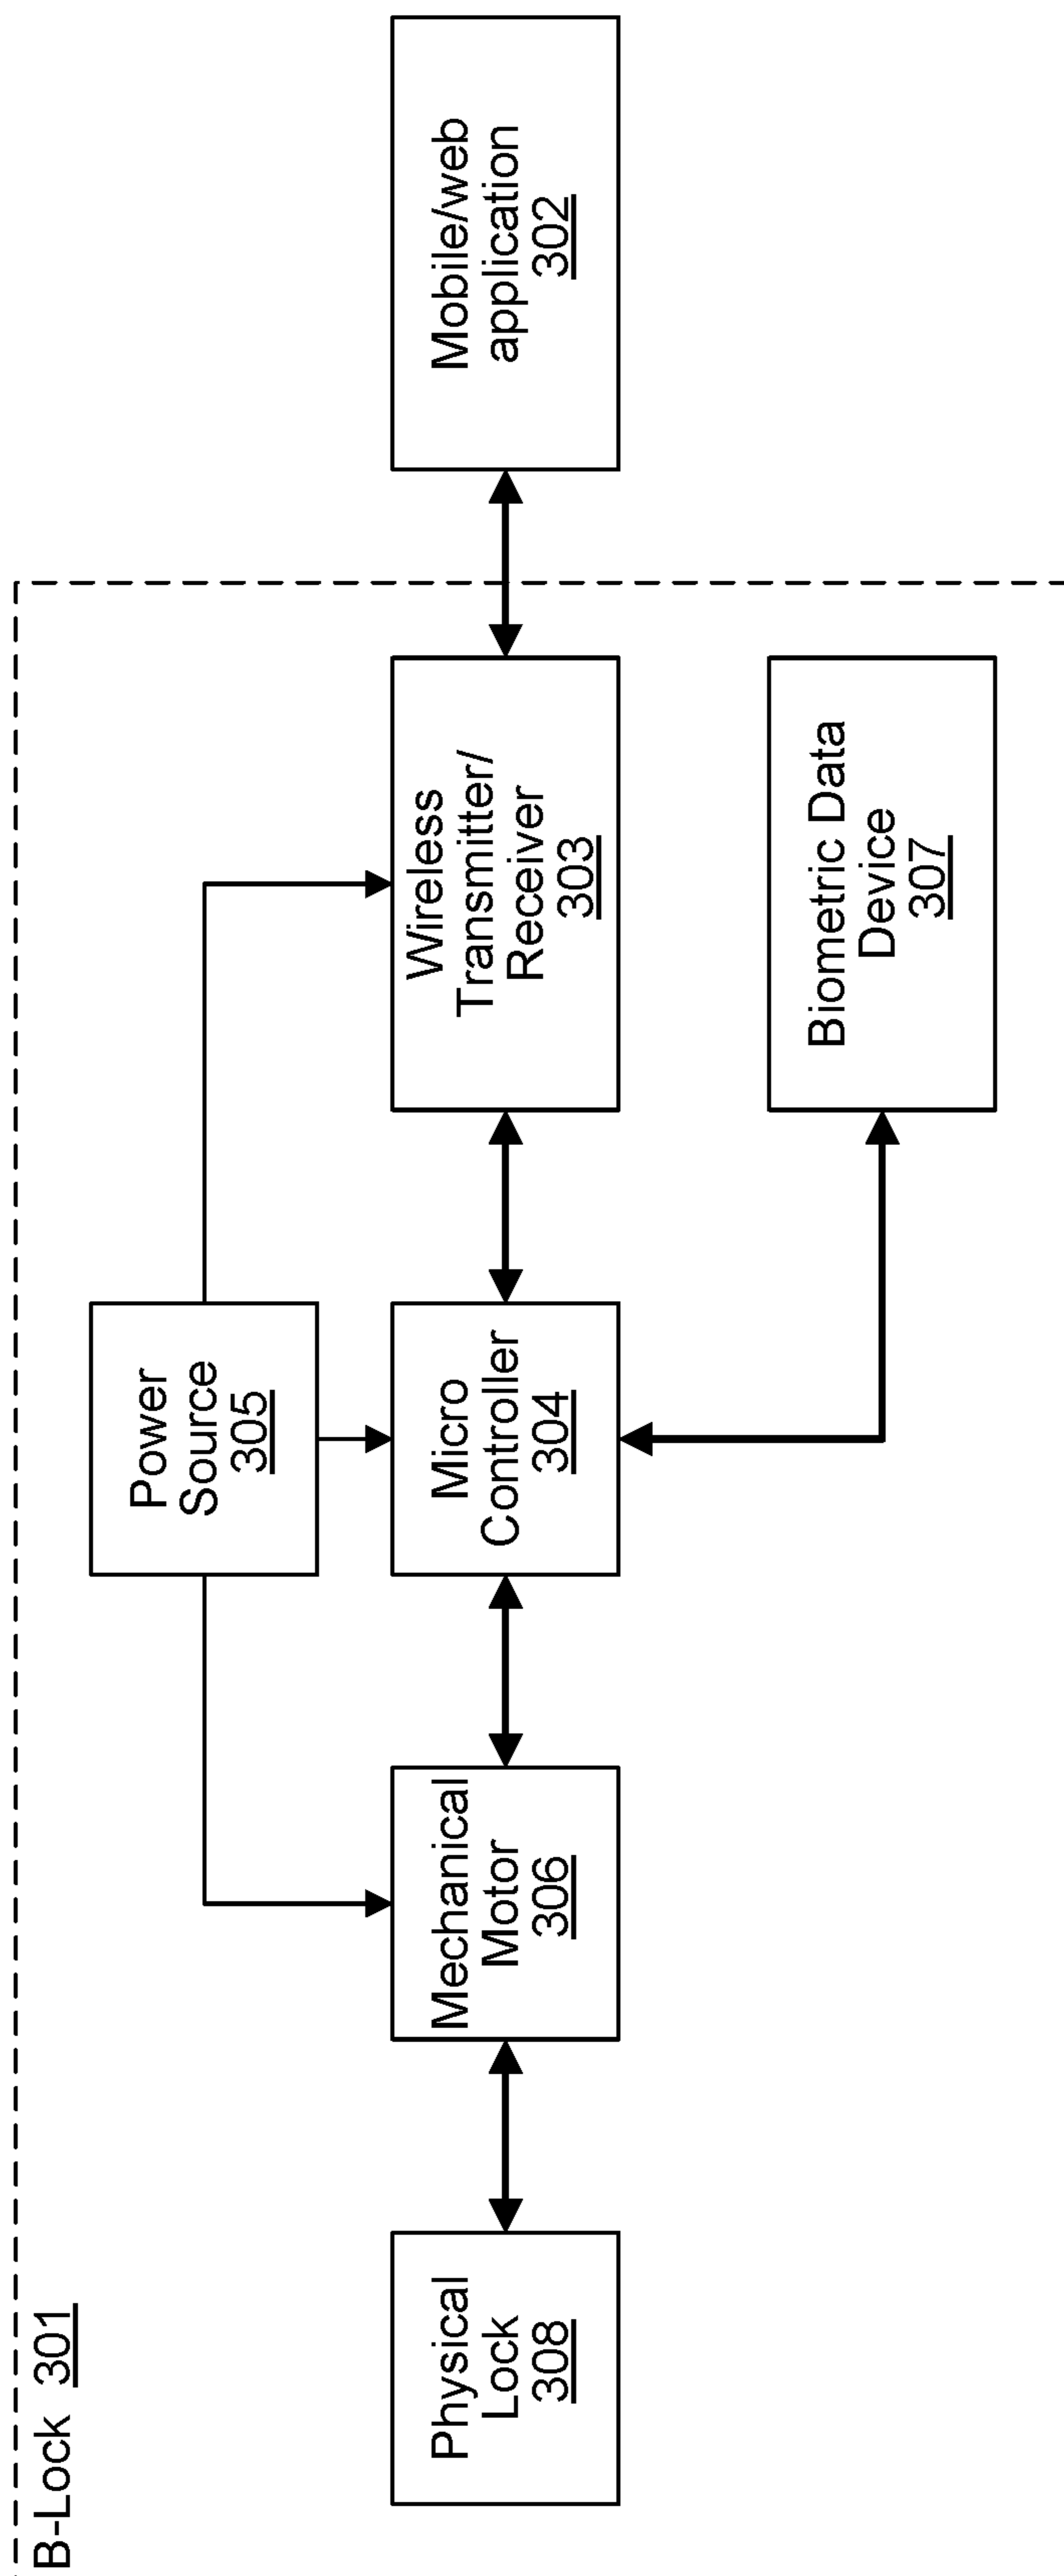 B-Lock 301
Power
Source
305
Physical
Lock
308
Mechanical
Motor
306
Micro
Controller
304
Wireless
Transmitter/
Receiver
303
Mobile/web
application
302
Biometric Data
Device
307